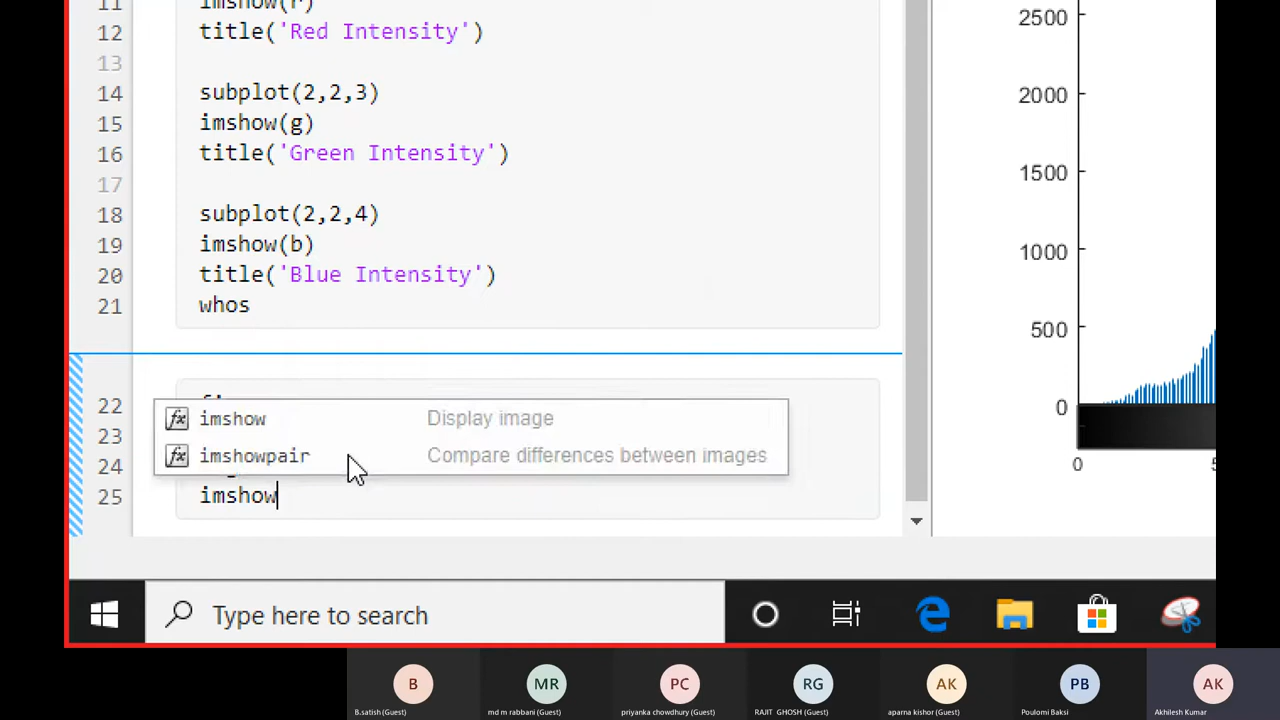 11 imshow(r)
12 title('Red Intensity')
13
14 subplot(2,2,3)
15 imshow(g)
16 title('Green Intensity')
17
18 subplot(2,2,4)
19 imshow(b)
20 title('Blue Intensity')
21 whos
22
23
24
25 imshow
fx imshow Display image
fx imshowpair Compare differences between images
2500
2000
1500
1000
500
0
0
Type here to search
B
B.satish (Guest)
MR
md m rabbani (Guest)
PC
priyanka chowdhury (Guest)
RG
RAJIT GHOSH (Guest)
AK
aparna kishor (Guest)
PB
Poulomi Baksi
AK
Akhilesh Kumar